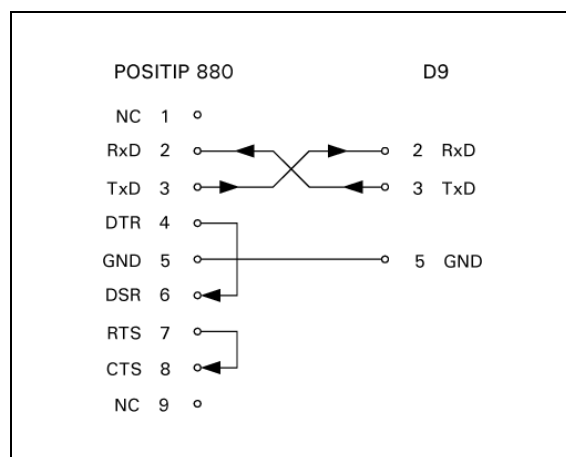 POSITIP 880 D9
NC 1
RxD 2 2 RxD
TxD 3 3 TxD
DTR 4
GND 5 5 GND
DSR 6
RTS 7
CTS 8
NC 9